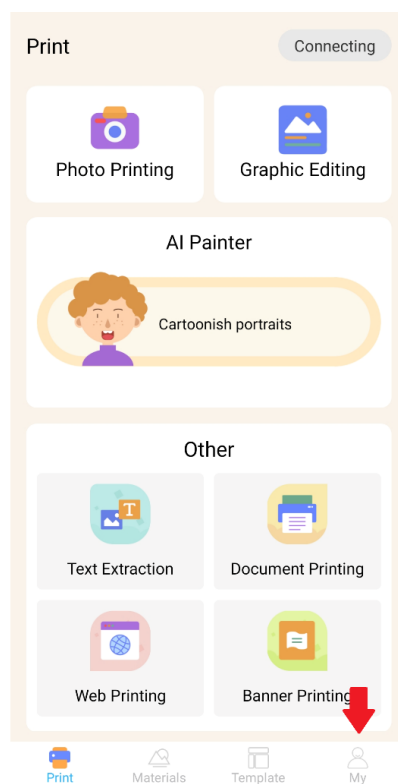 Print
Connecting
Photo Printing
Graphic Editing
AI Painter
Cartoonish portraits
Other
T
Text Extraction
Document Printing
Web Printing
Banner Printing
Print
Materials
Template
My